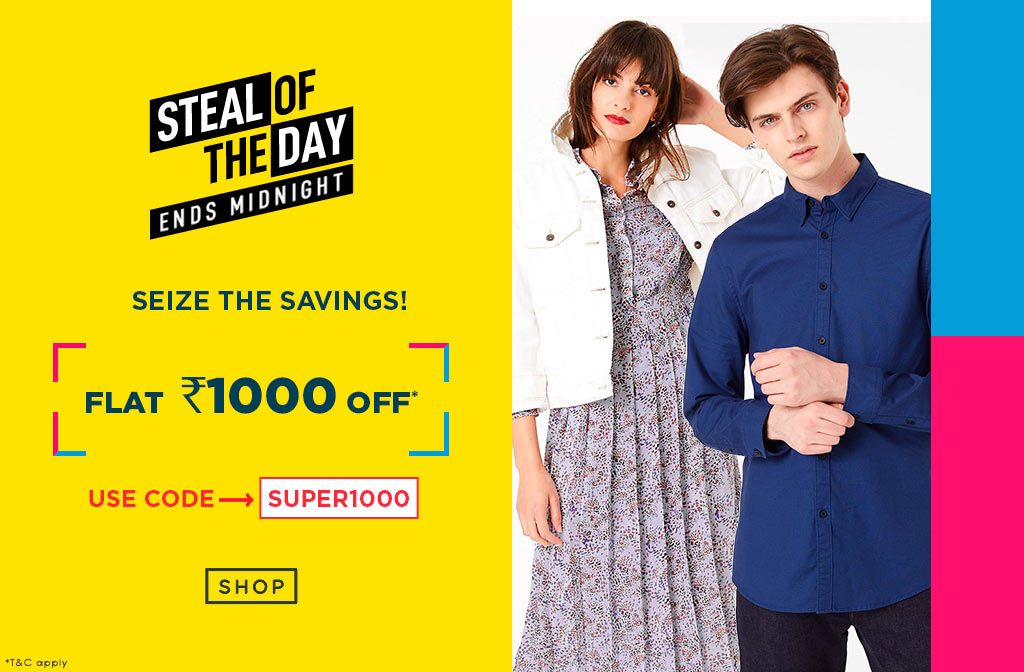 STEAL OF
THE DAY
ENDS MIDNIGHT
SEIZE THE SAVINGS!
FLAT ₹1000 OFF*
USE CODE → SUPER1000
SHOP
*T&C apply